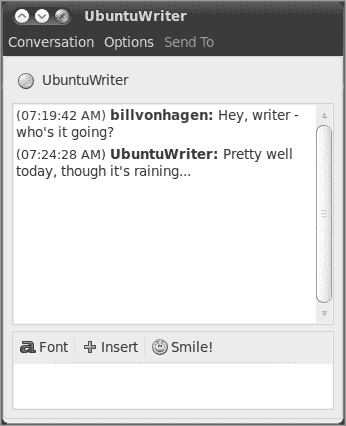 UbuntuWriter
Conversation Options Send To
UbuntuWriter
(07:19:42 AM) billvonhagen: Hey, writer -
who's it going?
(07:24:28 AM) UbuntuWriter: Pretty well
today, though it's raining...
Font Insert Smile!